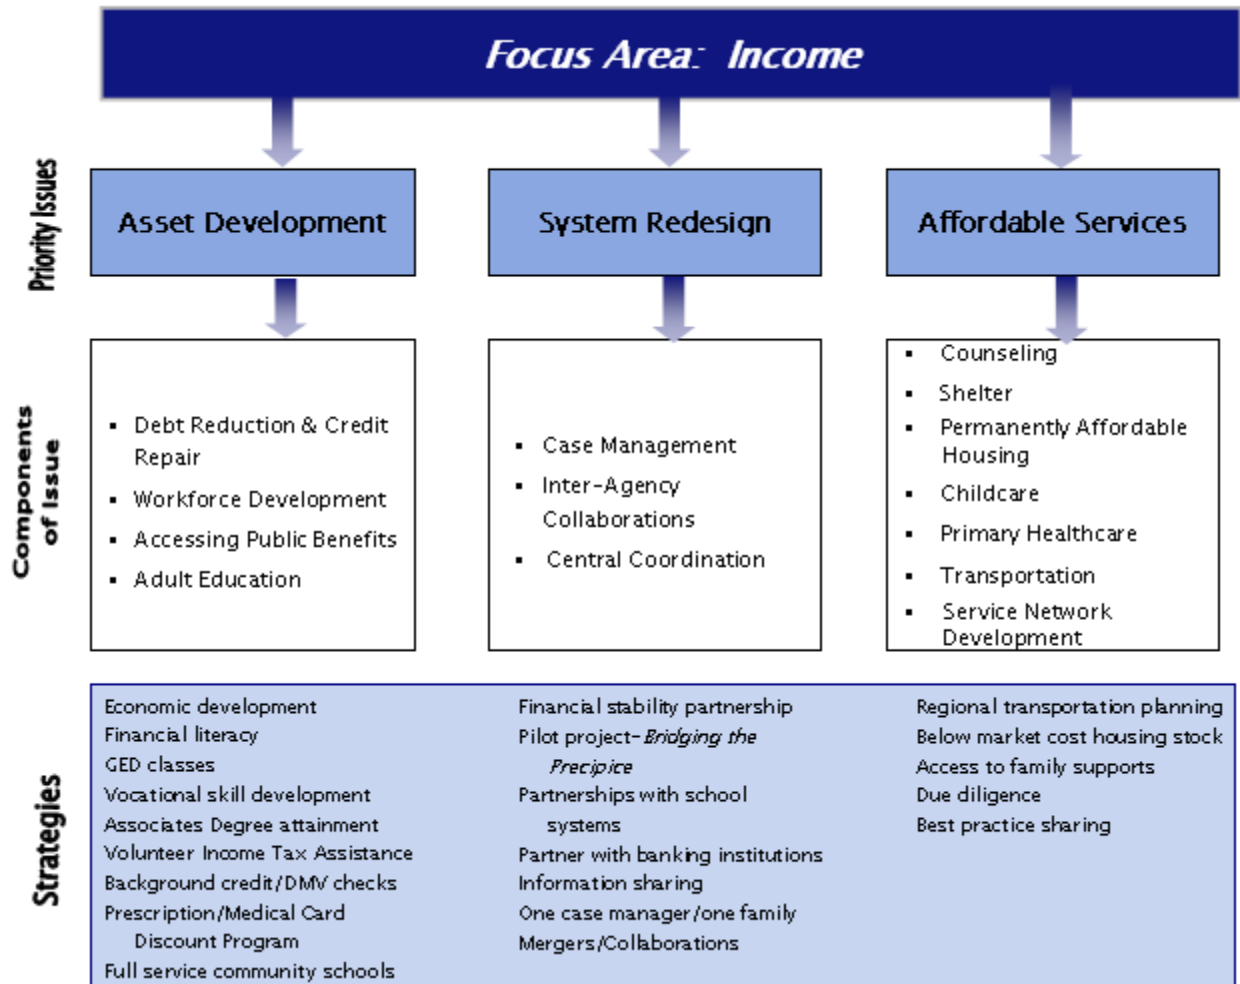 Focus Area: Income
Priority Issues
Asset Development
System Redesign
Affordable Services
Components
of Issue
▪ Debt Reduction & Credit
Repair
▪ Workforce Development
▪ Accessing Public Benefits
▪ Adult Education
▪ Case Management
▪ Inter-Agency
Collaborations
▪ Central Coordination
▪ Counseling
▪ Shelter
▪ Permanently Affordable
Housing
▪ Childcare
▪ Primary Healthcare
▪ Transportation
▪ Service Network
Development
Strategies
Economic development
Financial literacy
GED classes
Vocational skill development
Associates Degree attainment
Volunteer Income Tax Assistance
Background credit/DMV checks
Prescription/Medical Card
Discount Program
Full service community schools
Financial stability partnership
Pilot project-Bridging the
Precipice
Partnerships with school
systems
Partner with banking institutions
Information sharing
One case manager/one family
Mergers/Collaborations
Regional transportation planning
Below market cost housing stock
Access to family supports
Due diligence
Best practice sharing